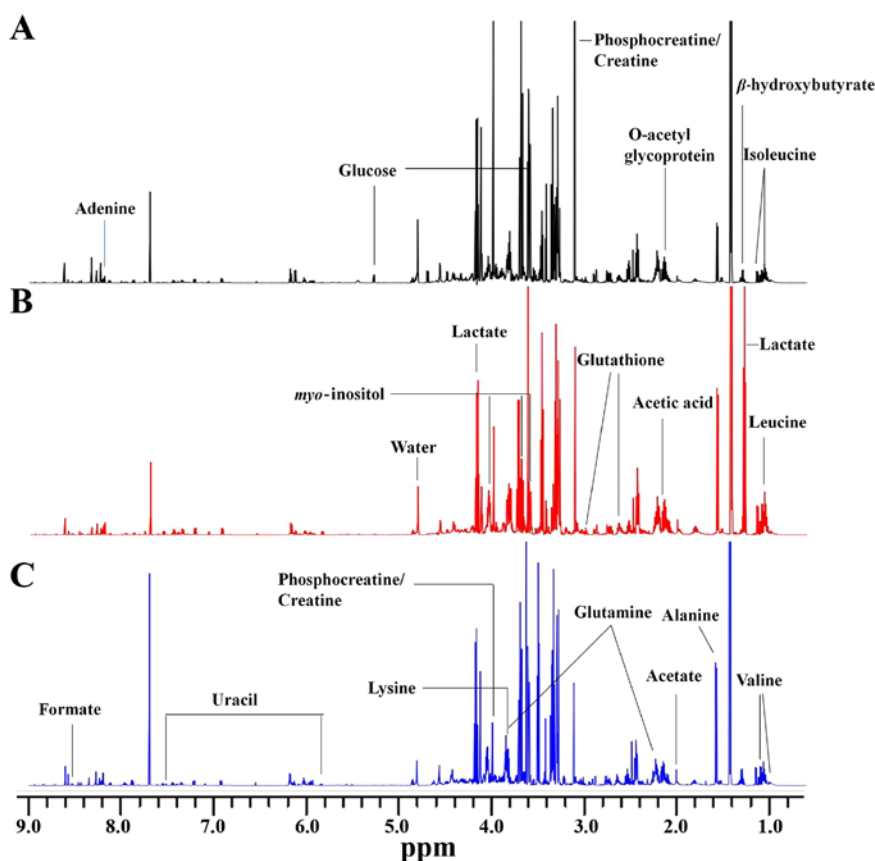 A
Phosphocreatine/
Creatine
β-hydroxybutyrate
O-acetyl
glycoprotein
Isoleucine
Glucose
Adenine
B
Lactate
Glutathione
Lactate
myo-inositol
Acetic acid
Leucine
Water
C
Phosphocreatine/
Creatine
Glutamine
Alanine
Lysine
Acetate
Valine
Uracil
Formate
9.0 8.0 7.0 6.0 5.0 4.0 3.0 2.0 1.0
ppm